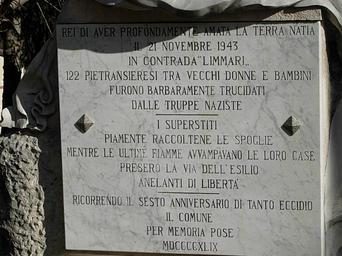 REI DI AVER PROFONDAMENTE AMATA LA TERRA NATIA
IL 21 NOVEMBRE 1943
IN CONTRADA "LIMMARI„
122 PIETRANSIERESI TRA VECCHI DONNE E BAMBINI
FURONO BARBARAMENTE TRUCIDATI
DALLE TRUPPE NAZISTE
I SUPERSTITI
PIAMENTE RACCOLTENE LE SPOGLIE
MENTRE LE ULTIME FIAMME AVVAMPAVANO LE LORO CASE
PRESERO LA VIA DELL'ESILIO
ANELANTI DI LIBERTA'
RICORRENDO IL SESTO ANNIVERSARIO DI TANTO ECCIDIO
IL COMUNE
PER MEMORIA POSE
MDCCCCXLIX